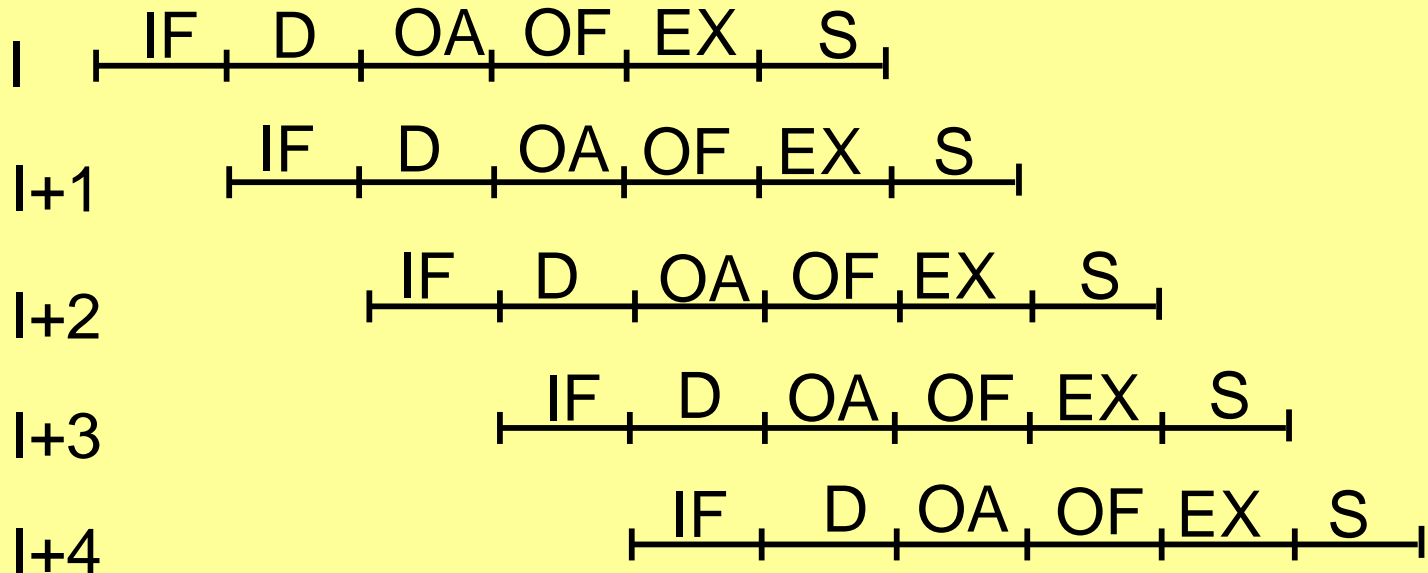 IF D OA OF EX S
I
IF D OA OF EX S
I+1
IF D OA OF EX S
I+2
IF D OA OF EX S
I+3
IF D OA OF EX S
I+4